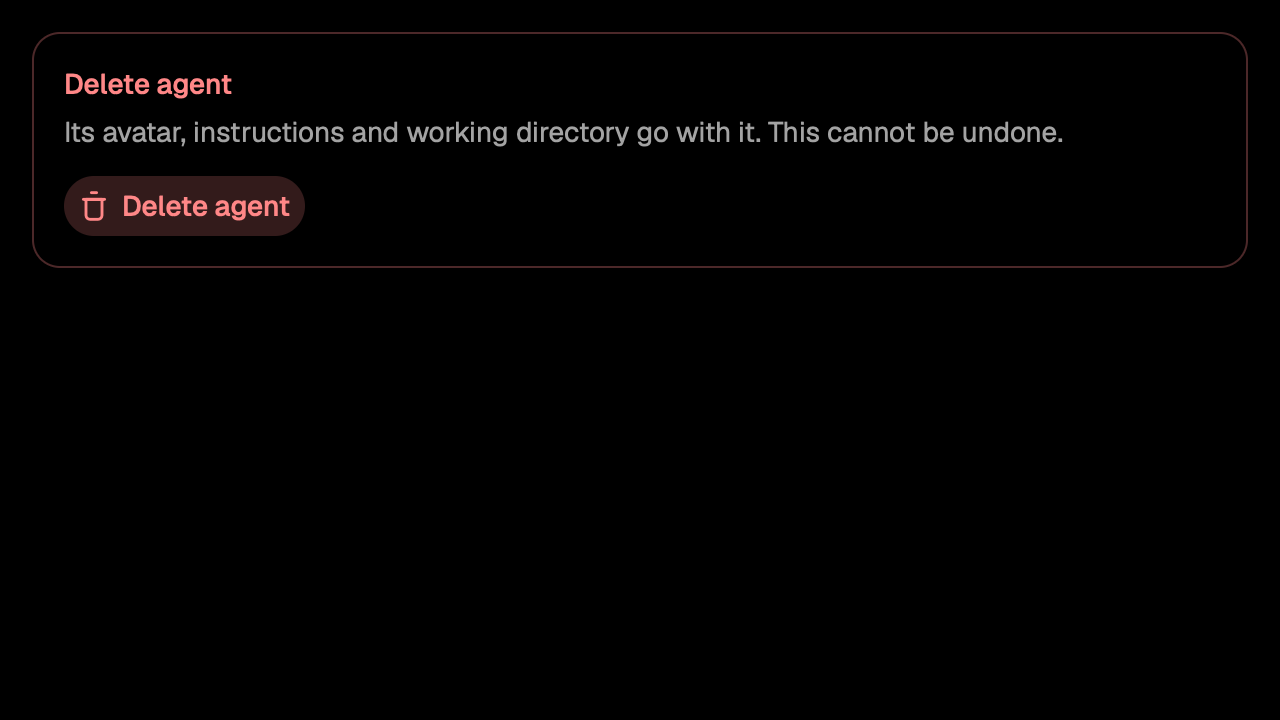 Delete agent
Its avatar, instructions and working directory go with it. This cannot be undone.
Delete agent